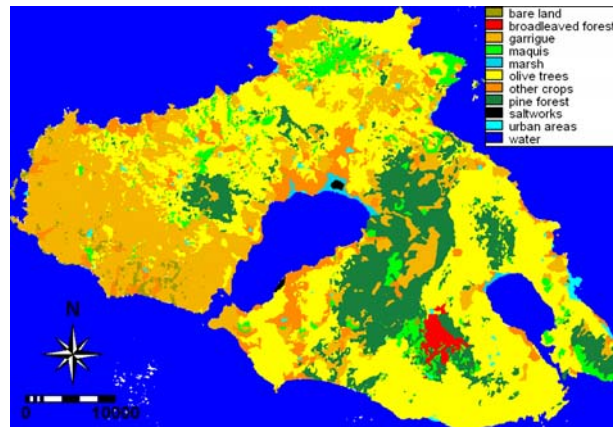 bare land
broadleaved forest
garrigue
maquis
marsh
olive trees
other crops
pine forest
saltworks
urban areas
water
N
0 10000